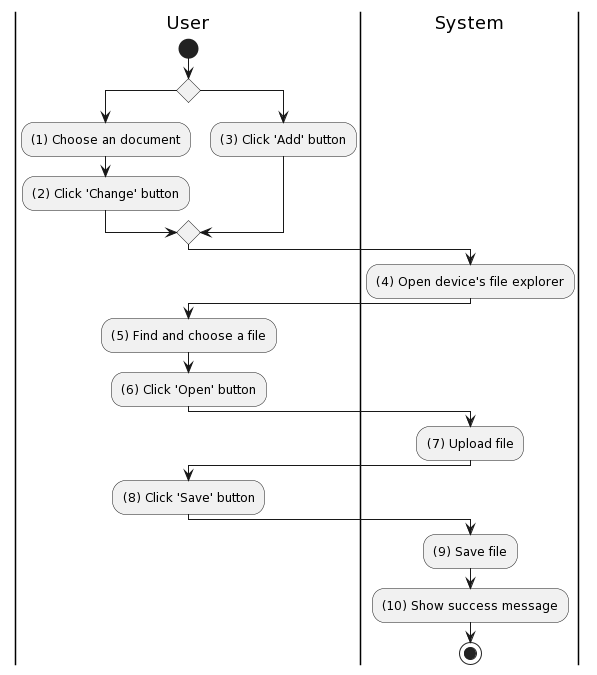 User
System
(1) Choose an document
(3) Click 'Add' button
(2) Click 'Change' button
(4) Open device's file explorer
(5) Find and choose a file
(6) Click 'Open' button
(7) Upload file
(8) Click 'Save' button
(9) Save file
(10) Show success message